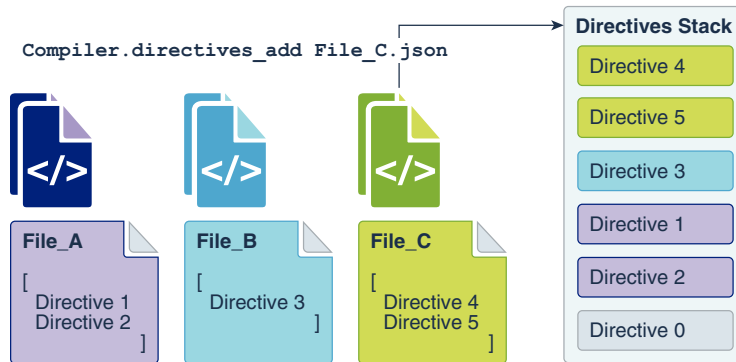 Compiler.directives_add File_C.json
</>
</>
</>
File_A
[
Directive 1
Directive 2
]
File_B
[
Directive 3
]
File_C
[
Directive 4
Directive 5
]
Directives Stack
Directive 4
Directive 5
Directive 3
Directive 1
Directive 2
Directive 0